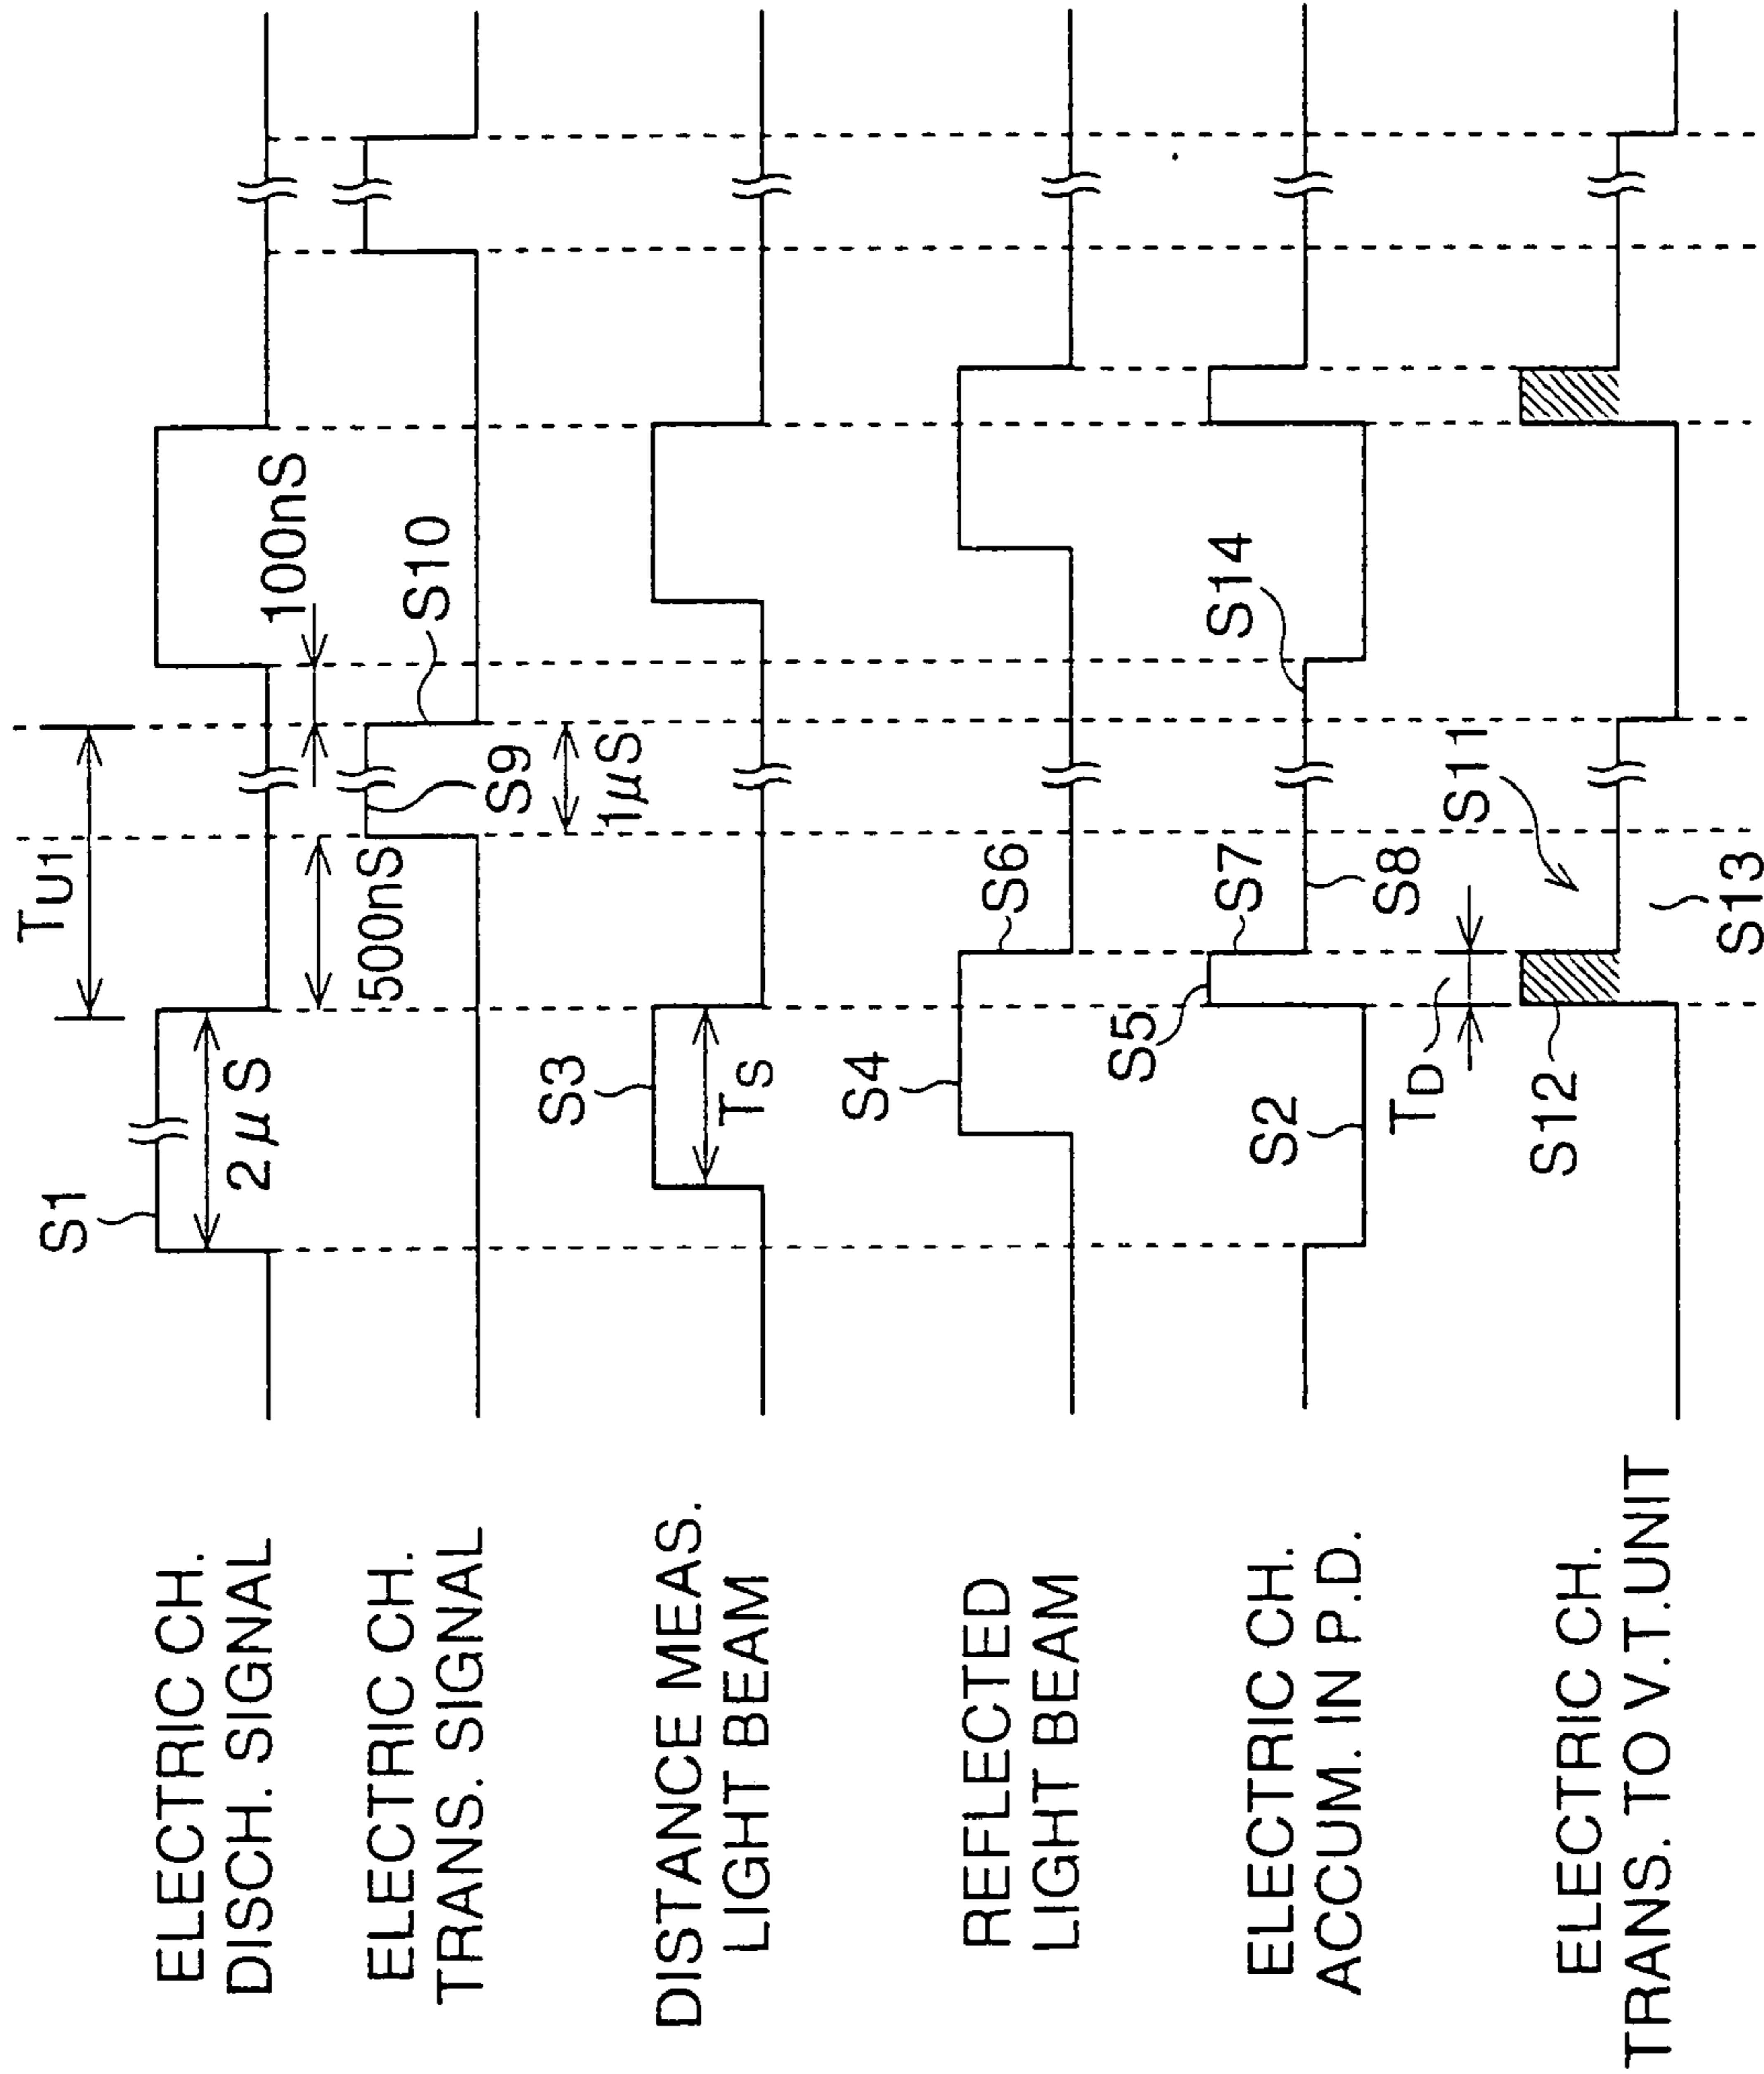 ELECTRIC CH.
DISCH. SIGNAL
ELECTRIC CH.
TRANS. SIGNAL
DISTANCE MEAS.
LIGHT BEAM
REFLECTED
LIGHT BEAM
ELECTRIC CH.
ACCUM. IN P.D.
ELECTRIC CH.
TRANS. TO V.T.UNIT
S1
2μS
TU1
500nS
100nS
S9
S10
1μS
S3
TS
S4
S6
S2
S5
S7
S8
S14
TD
S12
S11
S13